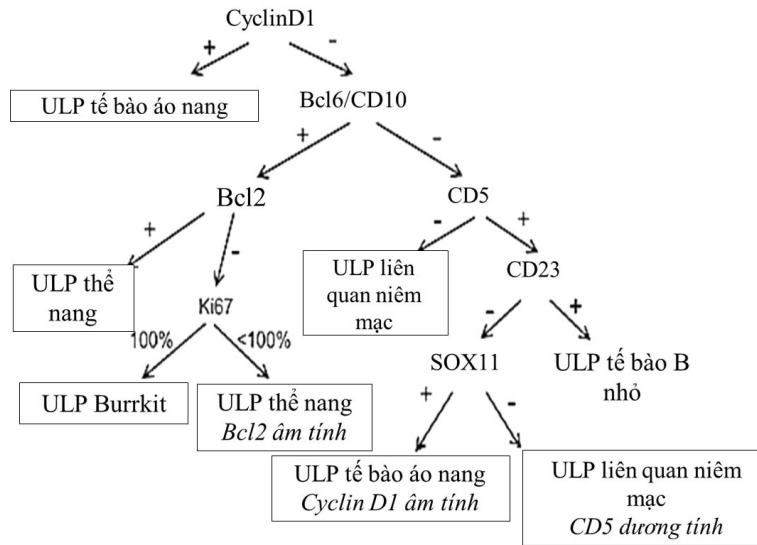 CyclinD1
+
-
ULP tế bào áo nang
Bcl6/CD10
+
-
Bcl2
CD5
+
-
-
+
ULP thể
nang
Ki67
ULP liên
quan niêm
mạc
CD23
-
+
100%
<100%
SOX11
ULP tế bào B
nhỏ
ULP Burrkit
ULP thể nang
Bcl2 âm tính
+
-
ULP tế bào áo nang
Cyclin D1 âm tính
ULP liên quan niêm
mạc
CD5 dương tính